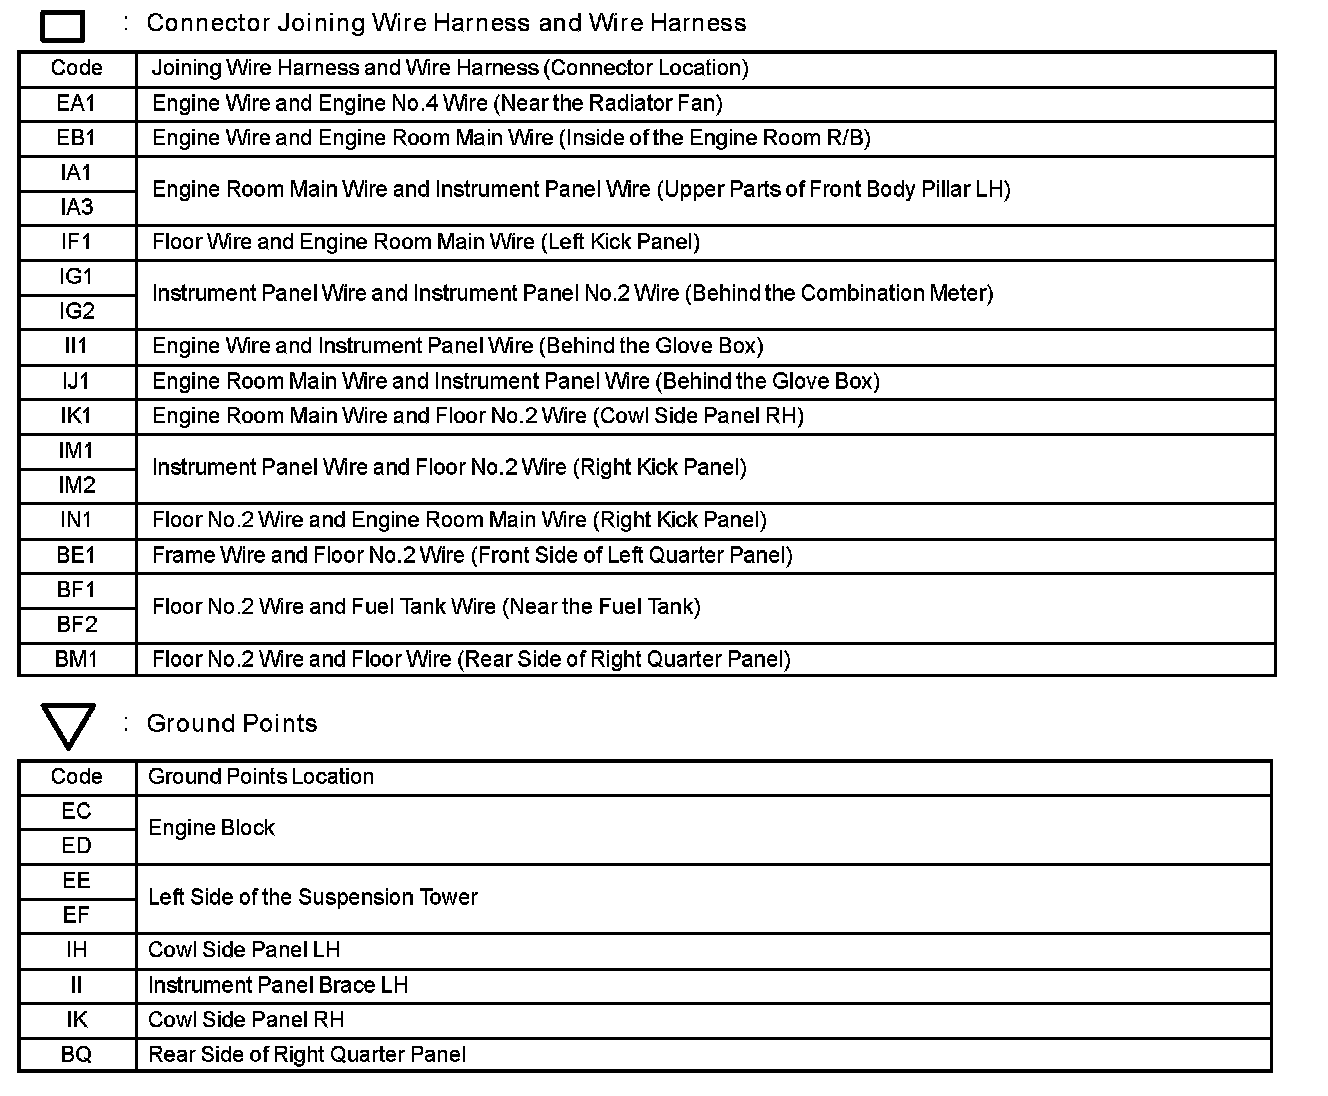 : Connector Joining Wire Harness and Wire Harness
Code Joining Wire Harness and Wire Harness (Connector Location)
EA1 Engine Wire and Engine No.4 Wire (Near the Radiator Fan)
EB1 Engine Wire and Engine Room Main Wire (Inside of the Engine Room R/B)
IA1
Engine Room Main Wire and Instrument Panel Wire (Upper Parts of Front Body Pillar LH)
IA3
IF1 Floor Wire and Engine Room Main Wire (Left Kick Panel)
IG1
Instrument Panel Wire and Instrument Panel No.2 Wire (Behind the Combination Meter)
IG2
II1 Engine Wire and Instrument Panel Wire (Behind the Glove Box)
IJ1 Engine Room Main Wire and Instrument Panel Wire (Behind the Glove Box)
IK1 Engine Room Main Wire and Floor No.2 Wire (Cowl Side Panel RH)
IM1
Instrument Panel Wire and Floor No.2 Wire (Right Kick Panel)
IM2
IN1 Floor No.2 Wire and Engine Room Main Wire (Right Kick Panel)
BE1 Frame Wire and Floor No.2 Wire (Front Side of Left Quarter Panel)
BF1
Floor No.2 Wire and Fuel Tank Wire (Near the Fuel Tank)
BF2
BM1 Floor No.2 Wire and Floor Wire (Rear Side of Right Quarter Panel)
: Ground Points
Code Ground Points Location
EC
Engine Block
ED
EE
Left Side of the Suspension Tower
EF
IH Cowl Side Panel LH
II Instrument Panel Brace LH
IK Cowl Side Panel RH
BQ Rear Side of Right Quarter Panel